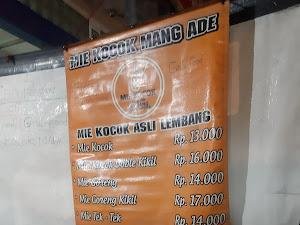 MIE KOCOK MANG ADE
MIE KOCOK ASLI LEMBANG
Mie Kocok Rp. 13.000
Kikil Rp. 16.000
Mie Goreng Rp. 14.000
Mie Goreng Kikil Rp. 17.000
Mie Tek - Tek Rp. 14.000